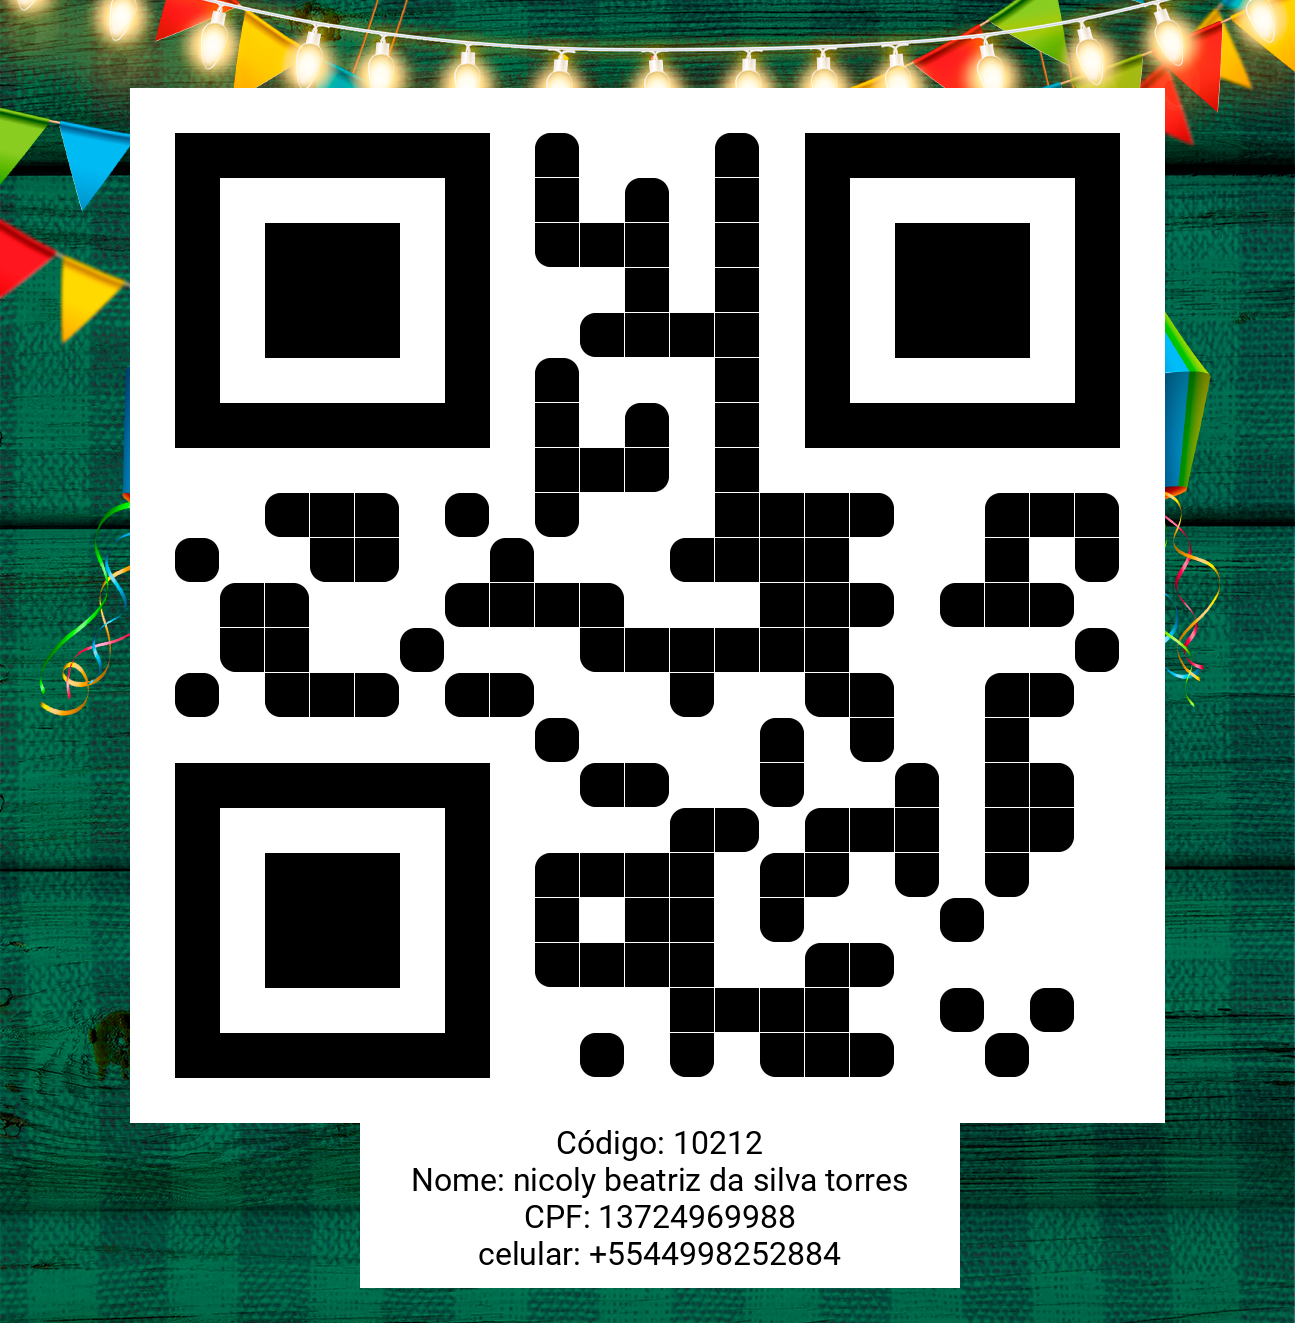 Código: 10212
Nome: nicoly beatriz da silva torres
CPF: 13724969988
celular: +5544998252884